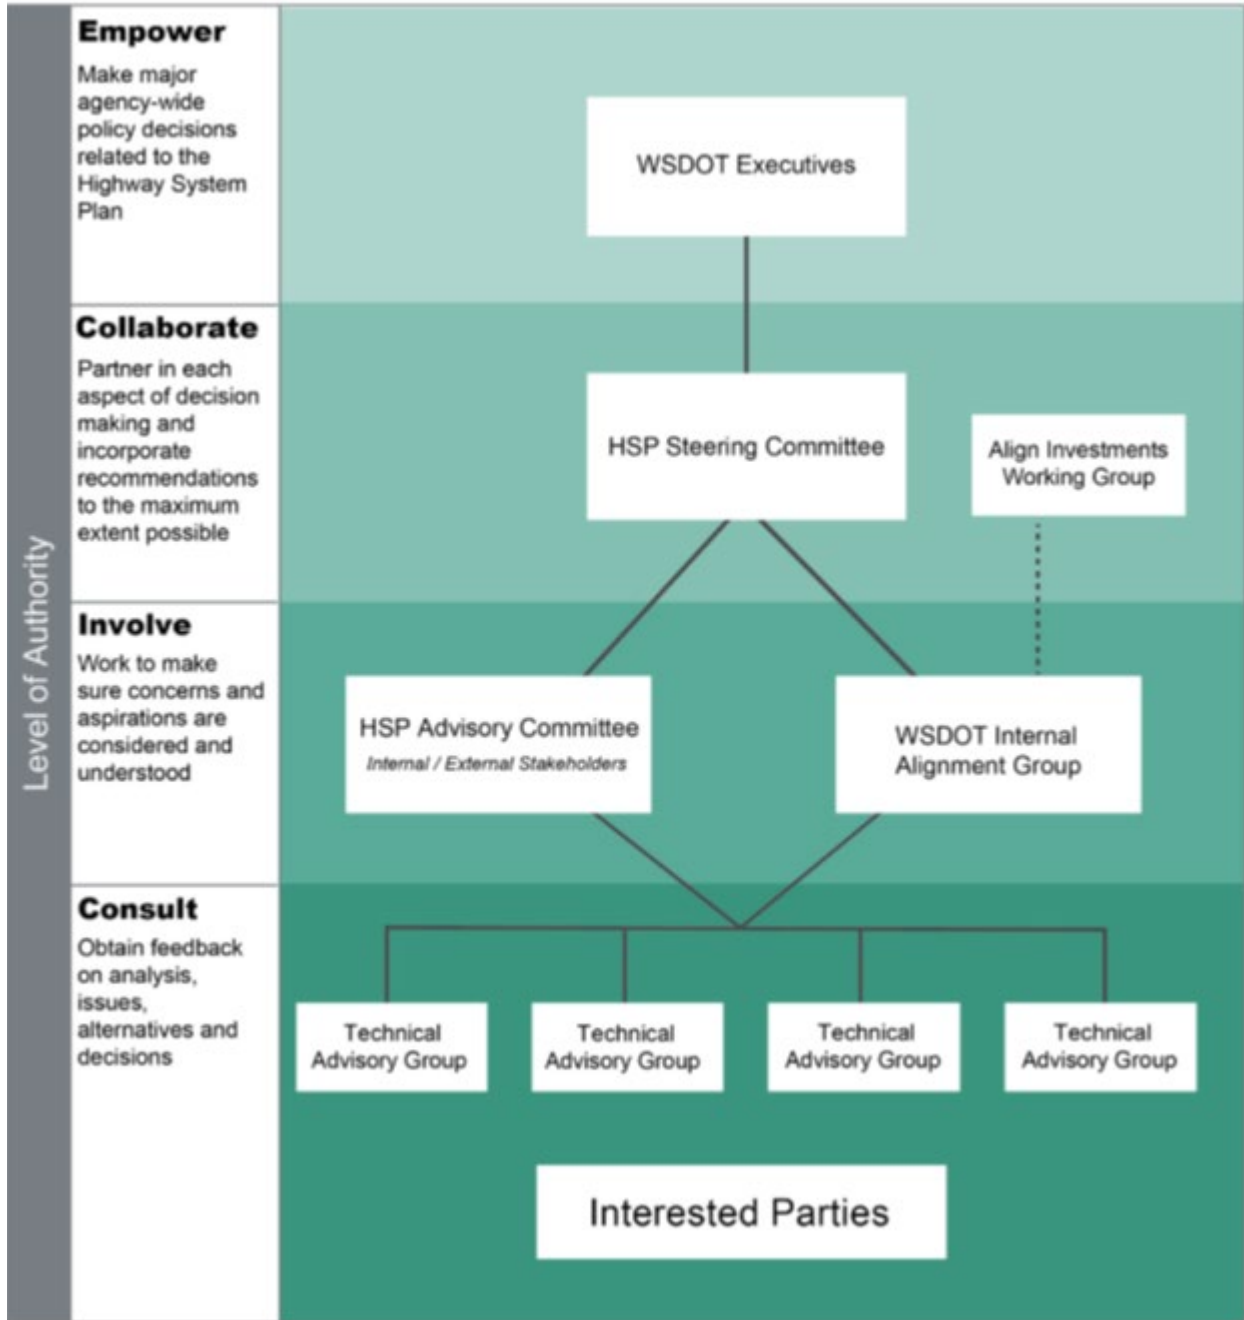 Level of Authority
Empower
Make major
agency-wide
policy decisions
related to the
Highway System
Plan
WSDOT Executives
Collaborate
Partner in each
aspect of decision
making and
incorporate
recommendations
to the maximum
extent possible
HSP Steering Committee
Align Investments
Working Group
Involve
Work to make
sure concerns and
aspirations are
considered and
understood
HSP Advisory Committee
Internal / External Stakeholders
WSDOT Internal
Alignment Group
Consult
Obtain feedback
on analysis,
issues,
alternatives and
decisions
Technical
Advisory Group
Technical
Advisory Group
Technical
Advisory Group
Technical
Advisory Group
Interested Parties